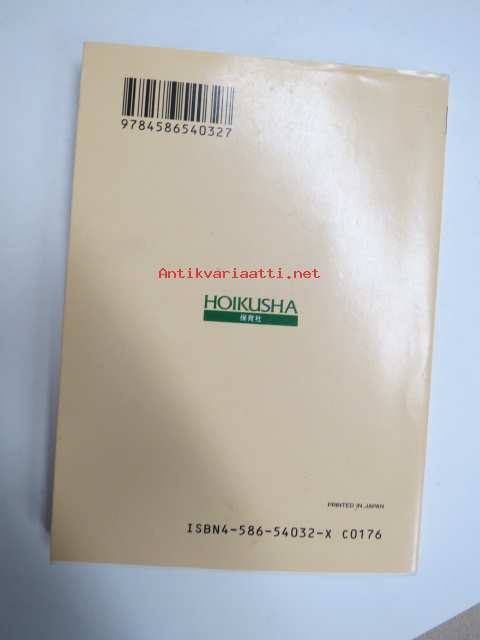 9784586540327
Antikvariaatti.net
HOIKUSHA
保育社
PRINTED IN JAPAN
ISBN4-586-54032-X C0176